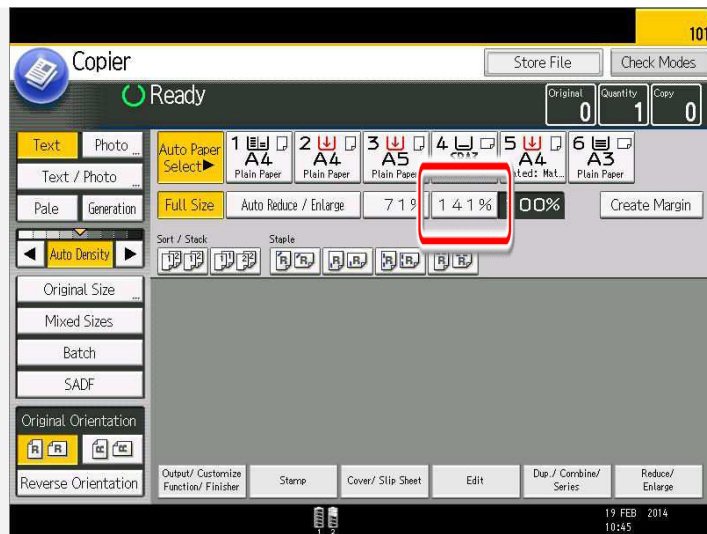 101
Copier
Store File
Check Modes
Ready
Original
0
Quantity
1
Copy
0
Text
Photo
Auto Paper
Select▶
1
A4
Plain Paper
2
A4
Plain Paper
3
A5
Plain Paper
4
5
A4
6
A3
Plain Paper
Text / Photo
Pale
Generation
Full Size
Auto Reduce / Enlarge
71%
141%
00%
Create Margin
Auto Density
Sort / Stack
Staple
Original Size
Mixed Sizes
Batch
SADF
Original Orientation
Reverse Orientation
Output/ Customize
Function/ Finisher
Stamp
Cover/ Slip Sheet
Edit
Dup./ Combine/
Series
Reduce/
Enlarge
19 FEB 2014
10:45